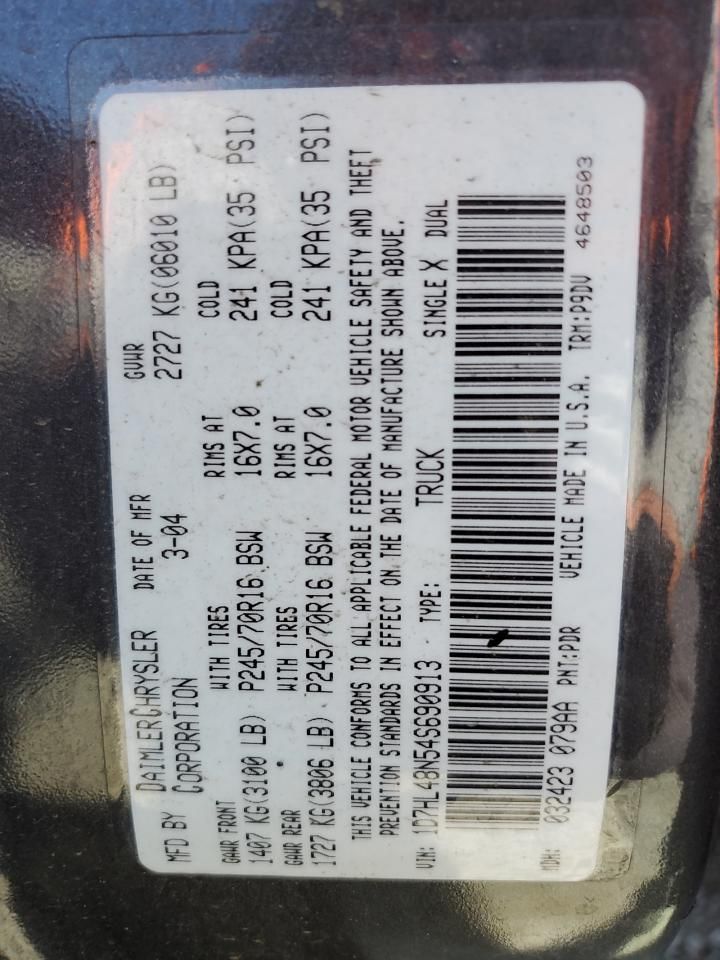 MFD BY DAIMLERCHRYSLER DATE OF MFR GVWR
CORPORATION 3-04 2727 KG(06010 LB)
GAWR FRONT WITH TIRES RIMS AT COLD
1407 KG(3100 LB) P245/70R16 BSW 16X7.0 241 KPA(35 PSI)
GAWR REAR WITH TIRES RIMS AT COLD
1727 KG(3806 LB) P245/70R16 BSW 16X7.0 241 KPA(35 PSI)
THIS VEHICLE CONFORMS TO ALL APPLICABLE FEDERAL MOTOR VEHICLE SAFETY AND THEFT
PREVENTION STANDARDS IN EFFECT ON THE DATE OF MANUFACTURE SHOWN ABOVE.
VIN: 1D7HL48N54S690913 TYPE: TRUCK SINGLE X DUAL
MDH: 032423 079AA PNT:PDR VEHICLE MADE IN U.S.A. TRM:P9DV
4648503